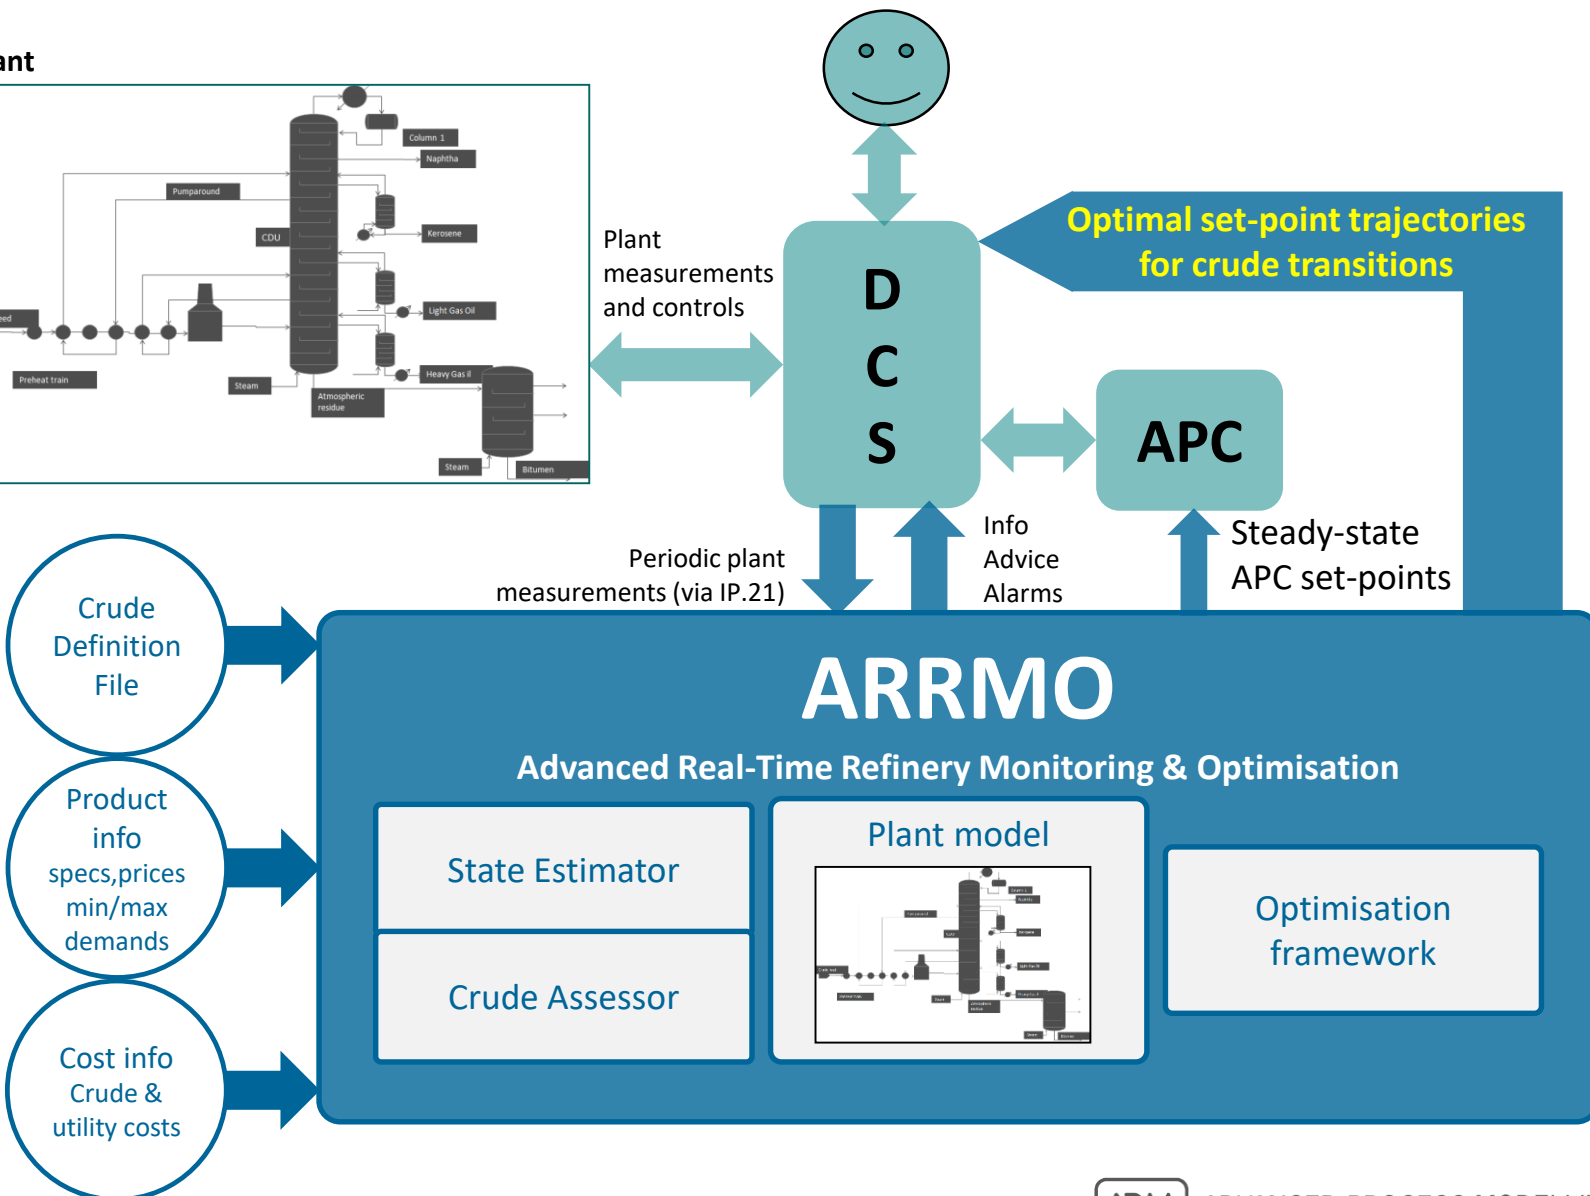 ant
Column 1
Naphtha
Pumparound
CDU
Kerosene
Light Gas Oil
eed
Preheat train
Heavy Gas il
Steam
Atmospheric
residue
Steam
Bitumen
Plant
measurements
and controls
D
C
S
Optimal set-point trajectories
for crude transitions
APC
Periodic plant
measurements (via IP.21)
Info
Advice
Alarms
Steady-state
APC set-points
Crude
Definition
File
Product
info
specs,prices
min/max
demands
Cost info
Crude &
utility costs
ARRMO
Advanced Real-Time Refinery Monitoring & Optimisation
State Estimator
Crude Assessor
Plant model
Optimisation
framework